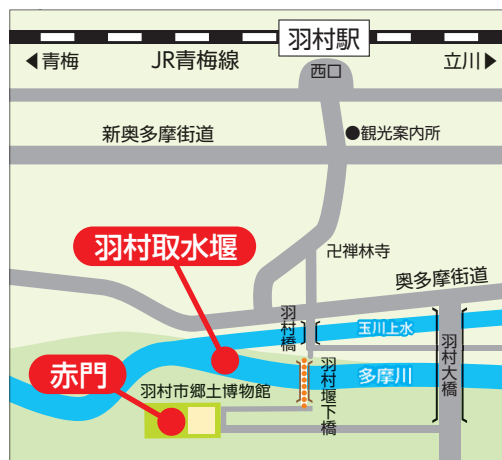 羽村駅
◀青梅
JR青梅線
西口
立川▶
新奥多摩街道
●観光案内所
羽村取水堰
卍禅林寺
奥多摩街道
羽村橋
玉川上水
羽村大橋
赤門
羽村市郷土博物館
羽村堰下橋
多摩川